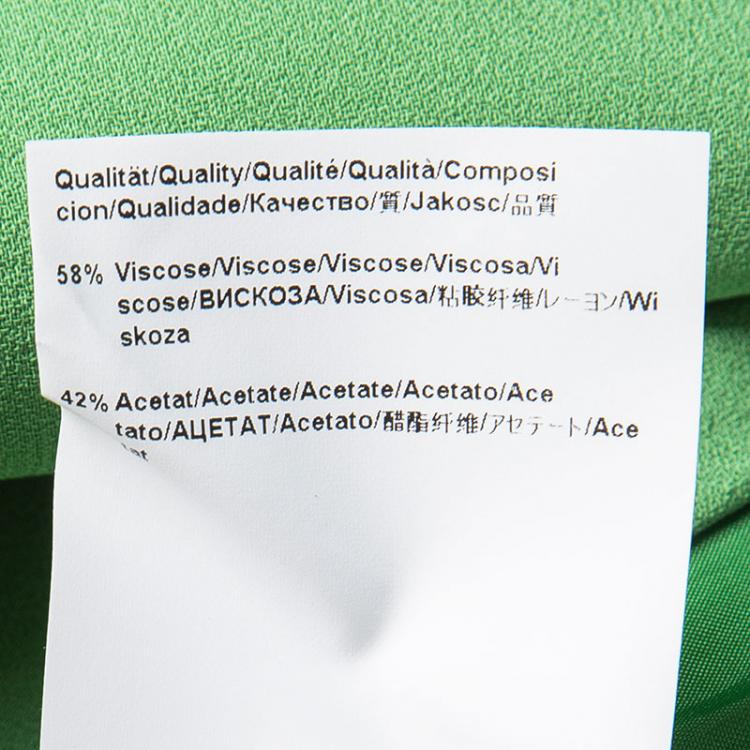 Qualität/Quality/Qualité/Qualità/Composi
cion/Qualidade/Качество/質/Jakosc/品質
58% Viscose/Viscose/Viscose/Viscosa/Vi
scose/ВИСКОЗА/Viscosa/粘胶纤维/レーヨン/Wi
skoza
42% Acetat/Acetate/Acetate/Acetato/Ace
tato/АЦЕТАТ/Acetato/醋酯纤维/アセテート/Ace
tat